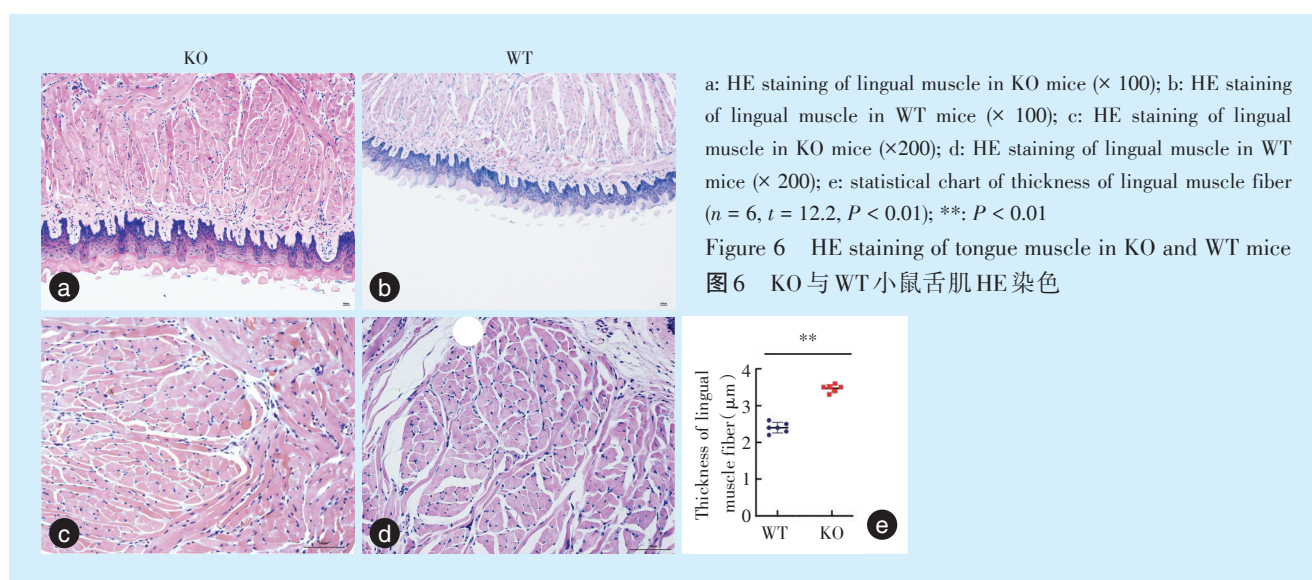 KO
WT
a: HE staining of lingual muscle in KO mice (× 100); b: HE staining
of lingual muscle in WT mice (× 100); c: HE staining of lingual
muscle in KO mice (×200); d: HE staining of lingual muscle in WT
mice (× 200); e: statistical chart of thickness of lingual muscle fiber
(n = 6, t = 12.2, P < 0.01); **: P < 0.01
Figure 6 HE staining of tongue muscle in KO and WT mice
图6 KO与WT小鼠舌肌HE染色
a
b
c
d
**
Thickness of lingual
muscle fiber (μm)
4
3
2
1
0
WT
KO
e